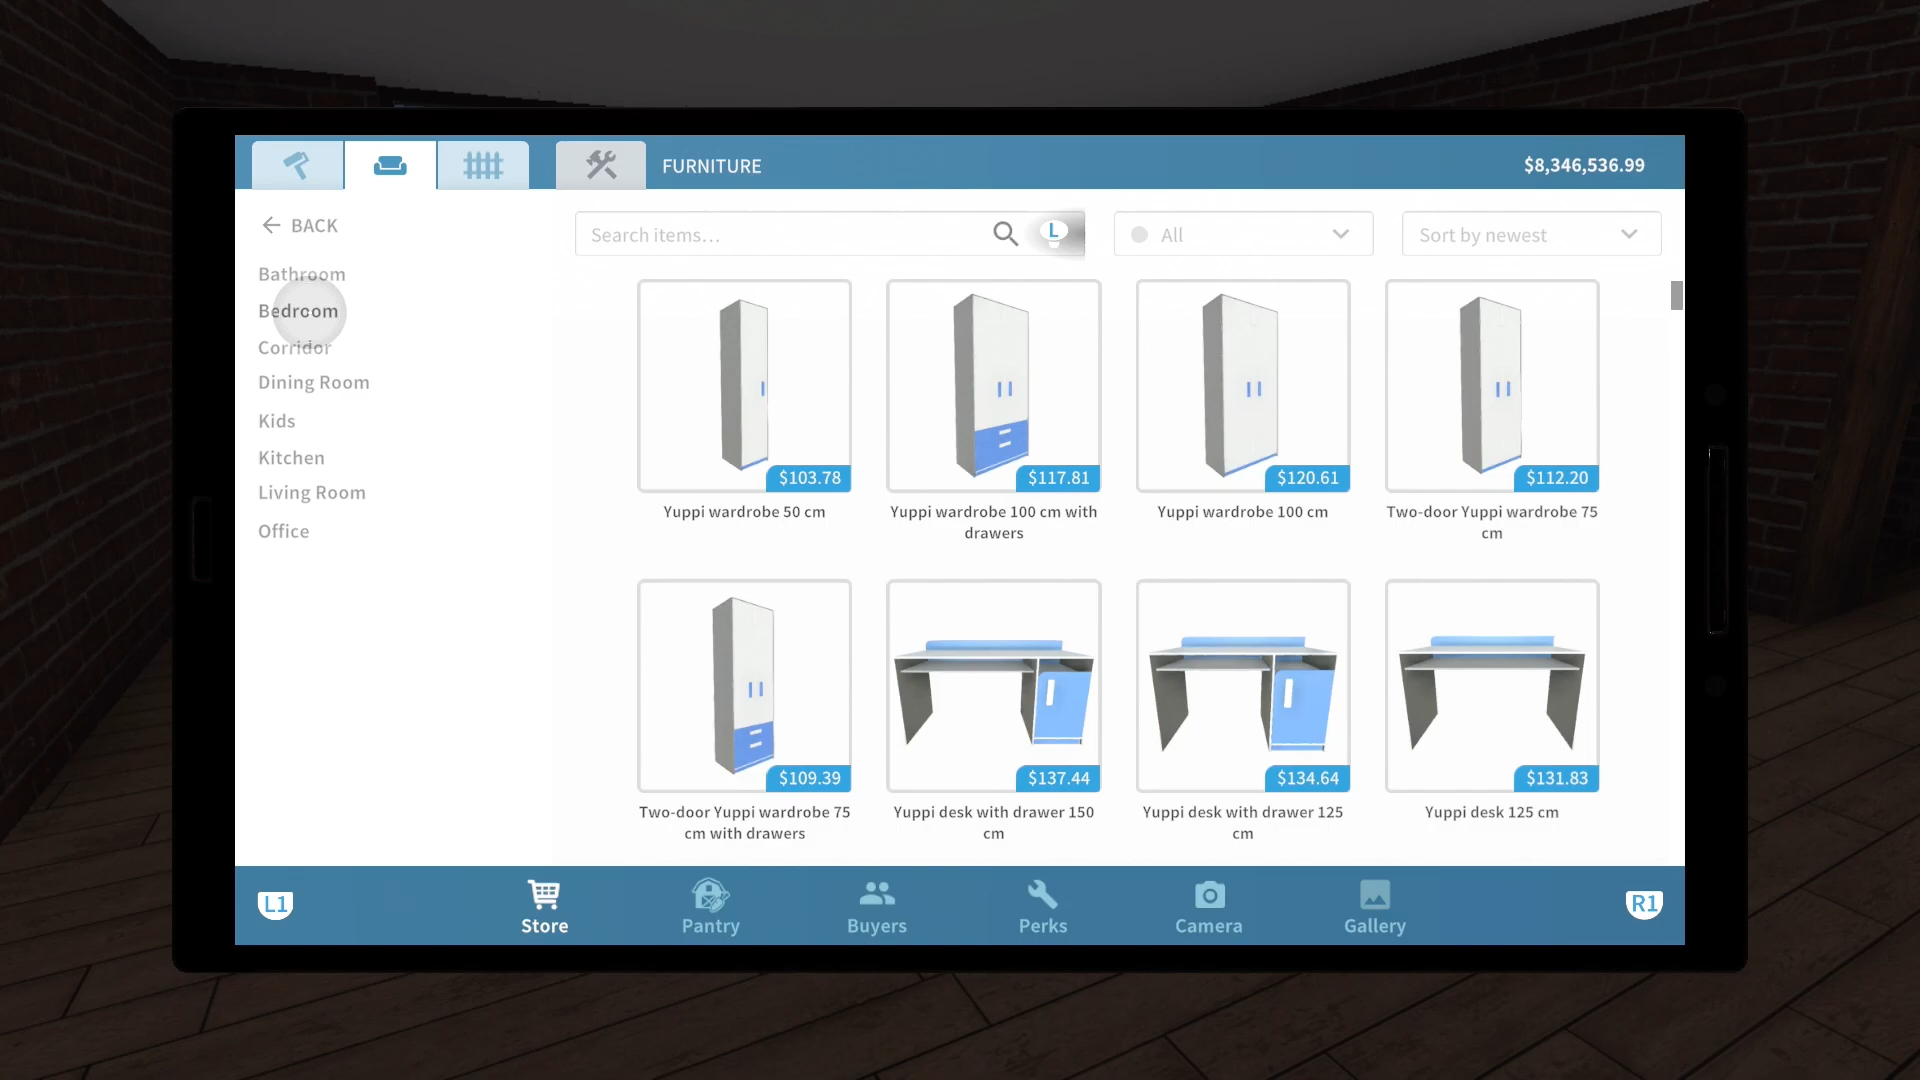 FURNITURE
$8,346,536.99
BACK
Search items...
L
All
Sort by newest
Bathroom
Bedroom
Corridor
Dining Room
Kids
Kitchen
Living Room
Office
$103.78
$117.81
$120.61
$112.20
Yuppi wardrobe 50 cm
Yuppi wardrobe 100 cm with
drawers
Yuppi wardrobe 100 cm
Two-door Yuppi wardrobe 75
cm
$109.39
$137.44
$134.64
$131.83
Two-door Yuppi wardrobe 75
cm with drawers
Yuppi desk with drawer 150
cm
Yuppi desk with drawer 125
cm
Yuppi desk 125 cm
L1
Store
Pantry
Buyers
Perks
Camera
Gallery
R1